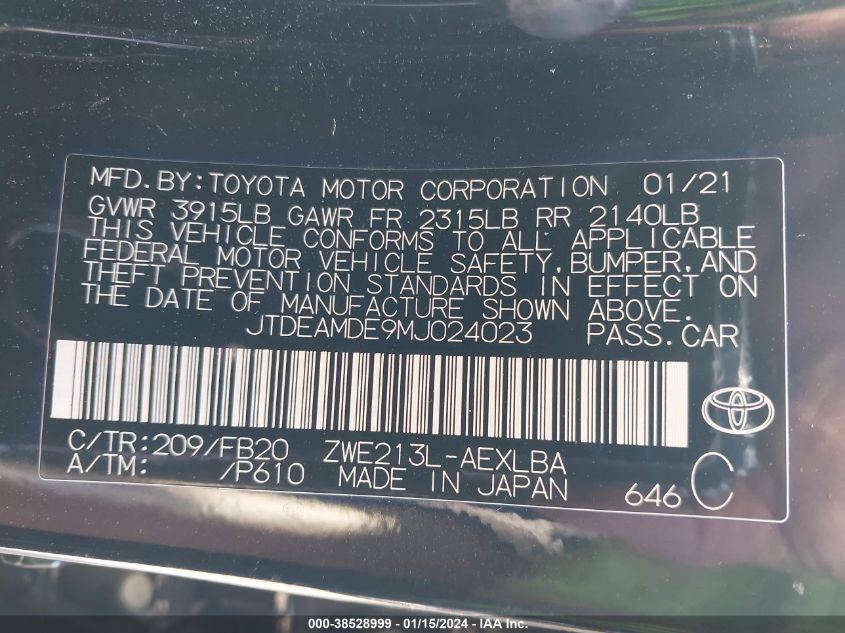 MFD.BY:TOYOTA MOTOR CORPORATION 01/21
GVWR 3915LB GAWR FR 2315LB RR 2140LB
THIS VEHICLE CONFORMS TO ALL APPLICABLE
FEDERAL MOTOR VEHICLE SAFETY,BUMPER,AND
THEFT PREVENTION STANDARDS IN EFFECT ON
THE DATE OF MANUFACTURE SHOWN ABOVE.
JTDEAMDE9MJ024023 PASS.CAR
C/TR:209/FB20 ZWE213L-AEXLBA
A/TM: /P610 MADE IN JAPAN 646 C
000-38528999 - 01/15/2024 - IAA Inc.